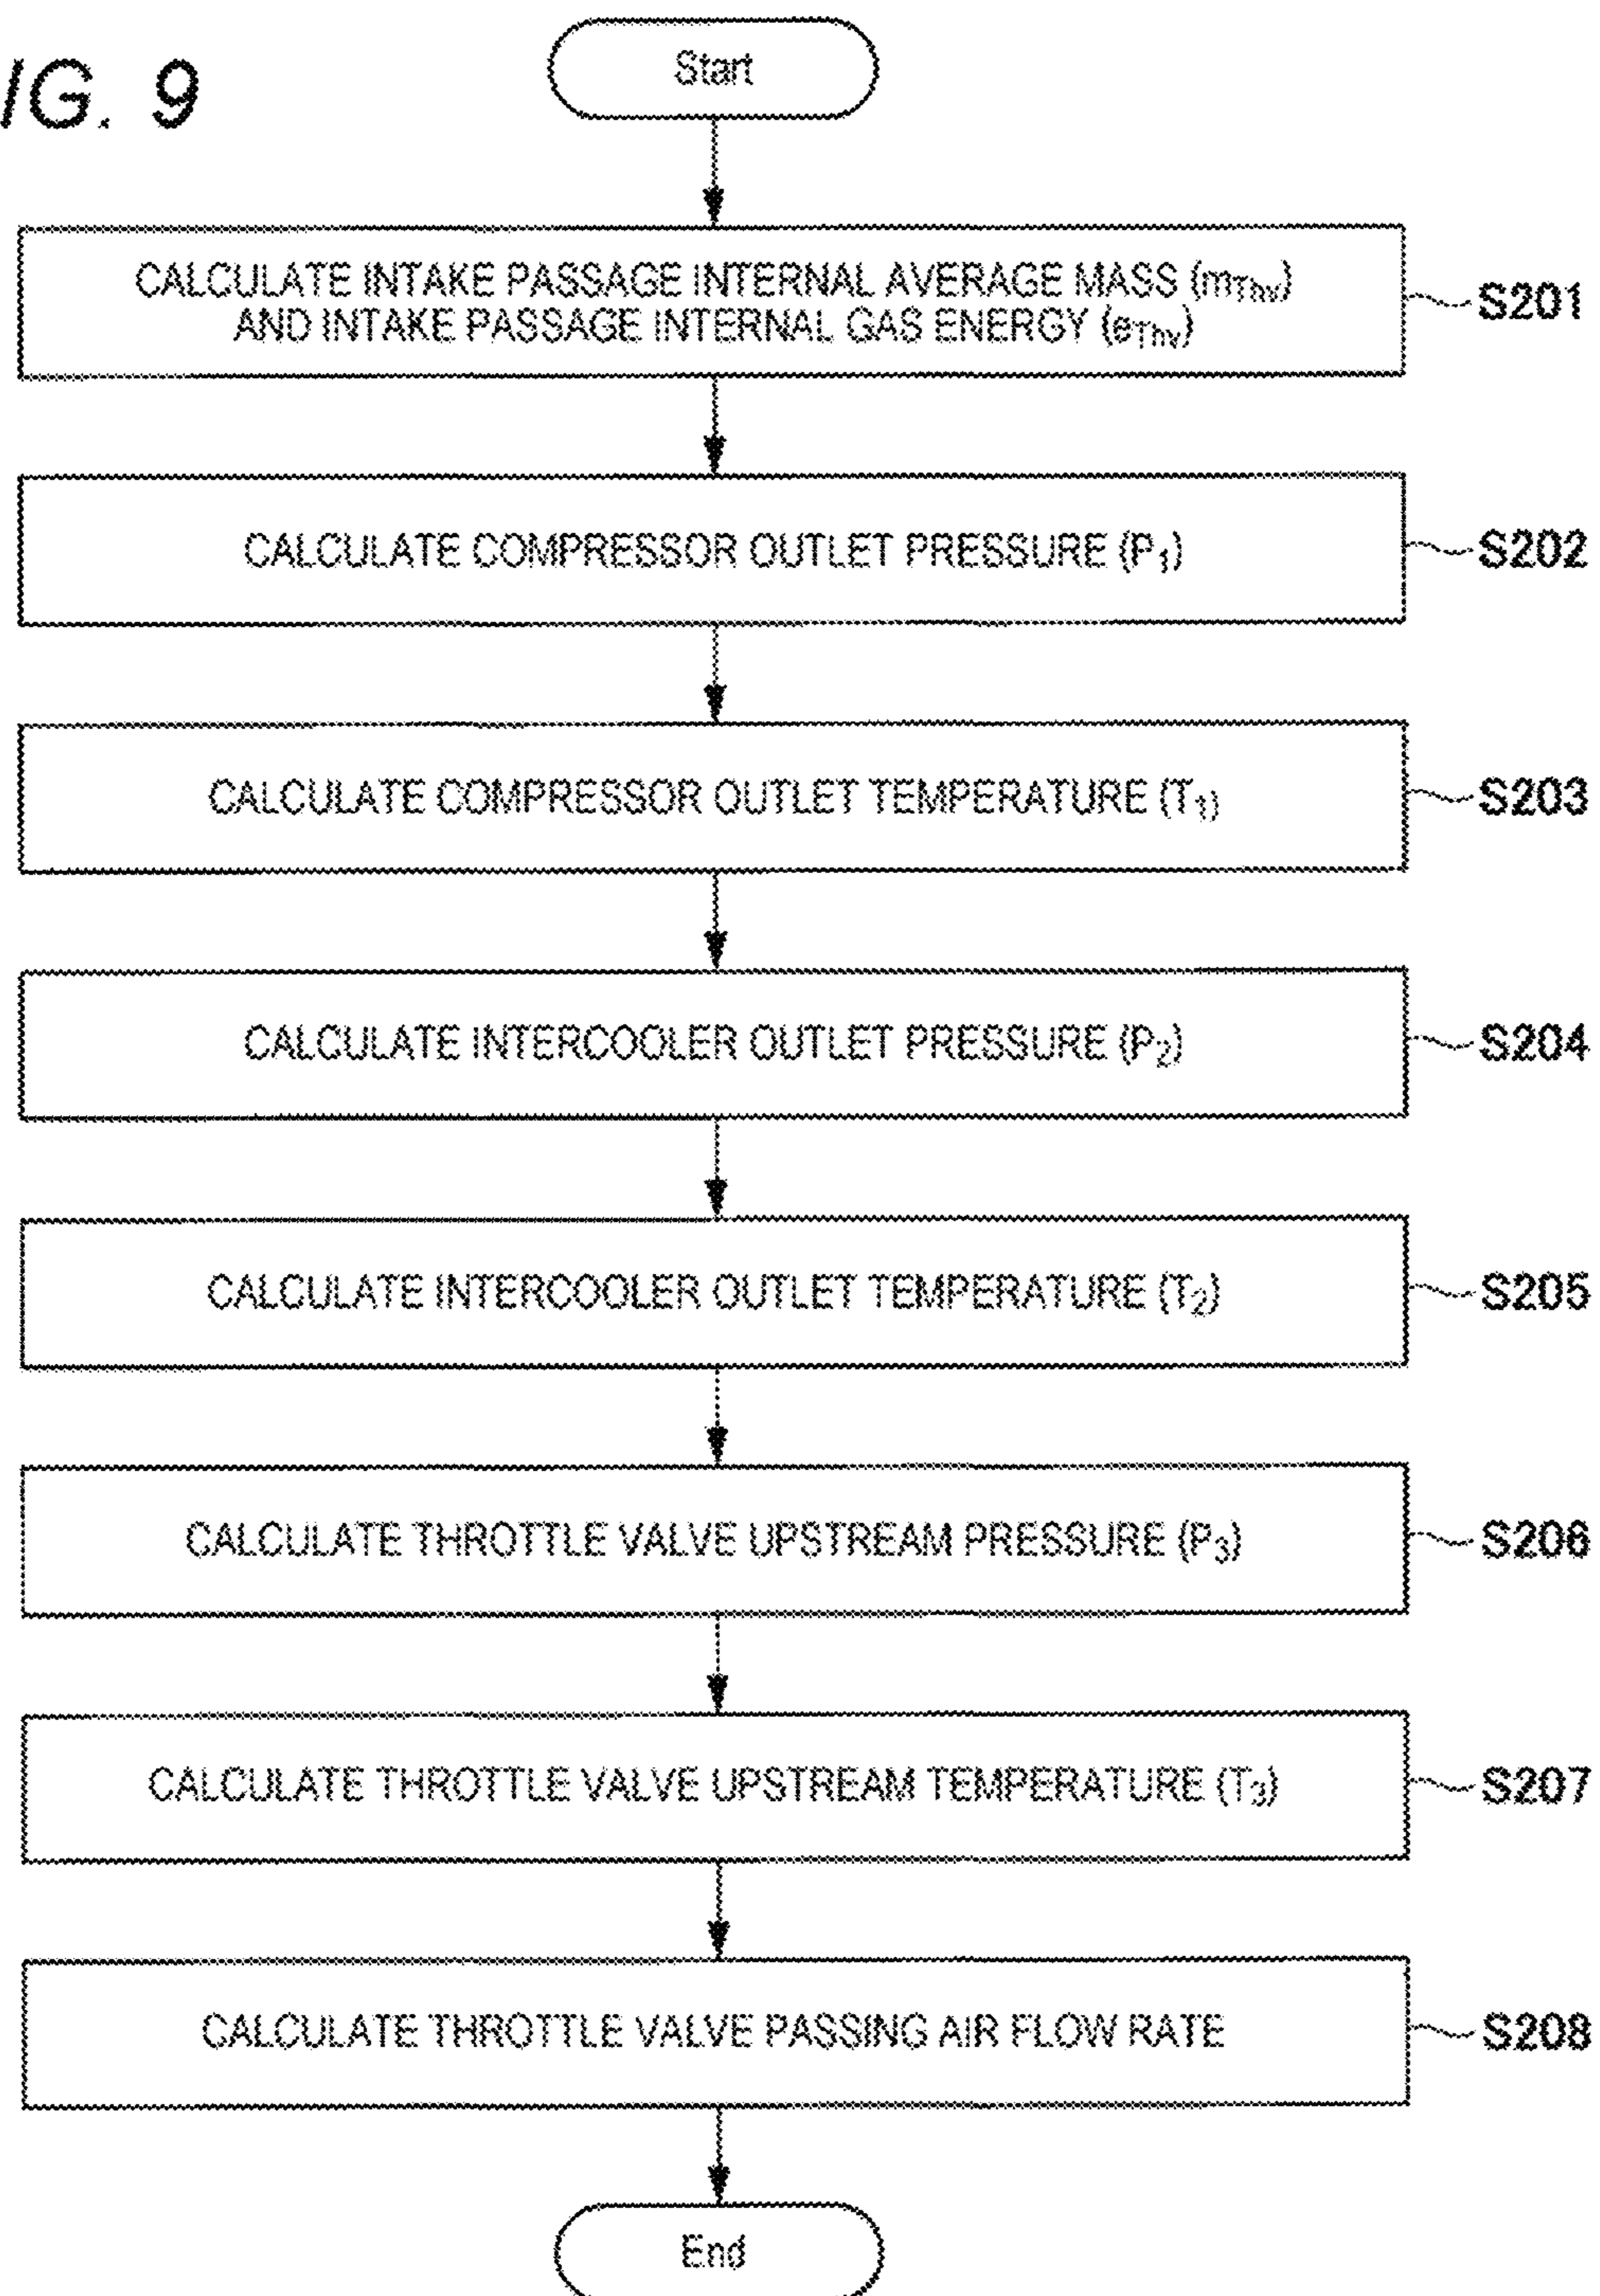 IG. 9
Start
CALCULATE INTAKE PASSAGE INTERNAL AVERAGE MASS (mThv)
AND INTAKE PASSAGE INTERNAL GAS ENERGY (eThv)
S201
CALCULATE COMPRESSOR OUTLET PRESSURE (P1)
S202
CALCULATE COMPRESSOR OUTLET TEMPERATURE (T1)
S203
CALCULATE INTERCOOLER OUTLET PRESSURE (P2)
S204
CALCULATE INTERCOOLER OUTLET TEMPERATURE (T2)
S205
CALCULATE THROTTLE VALVE UPSTREAM PRESSURE (P3)
S206
CALCULATE THROTTLE VALVE UPSTREAM TEMPERATURE (T3)
S207
CALCULATE THROTTLE VALVE PASSING AIR FLOW RATE
S208
End